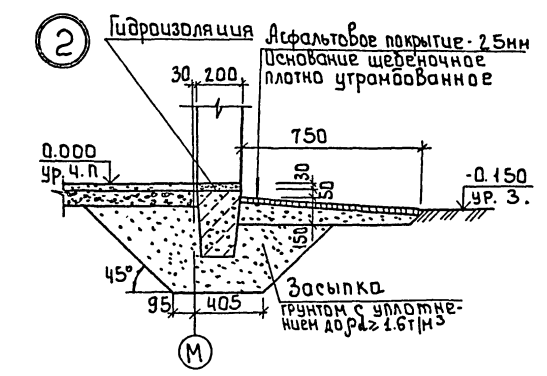 2
Гидроизоляция
Асфальтовое покрытие - 25мм
Основание щебеночное
плотно утрамбованное
30 200
750
0.000
ур. ч. п
30
50
150
-0.150
ур. з.
45°
95 405
Засыпка
грунтом с уплотне-
нием до ρd ≥ 1.6т/м³
М